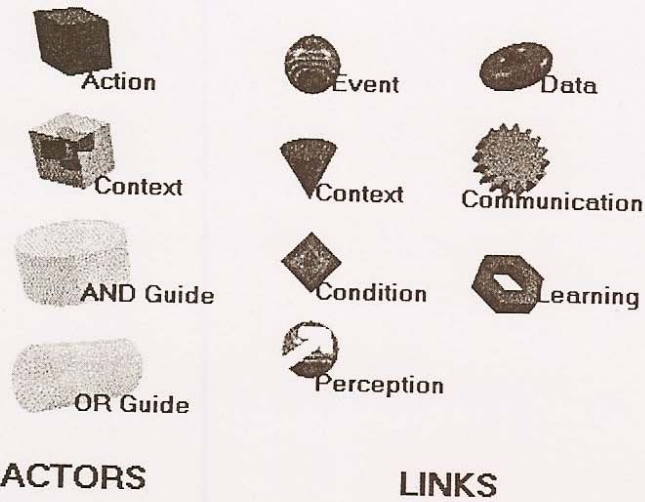 Action
Event
Data
Context
Context
Communication
AND Guide
Condition
Learning
OR Guide
Perception
ACTORS
LINKS